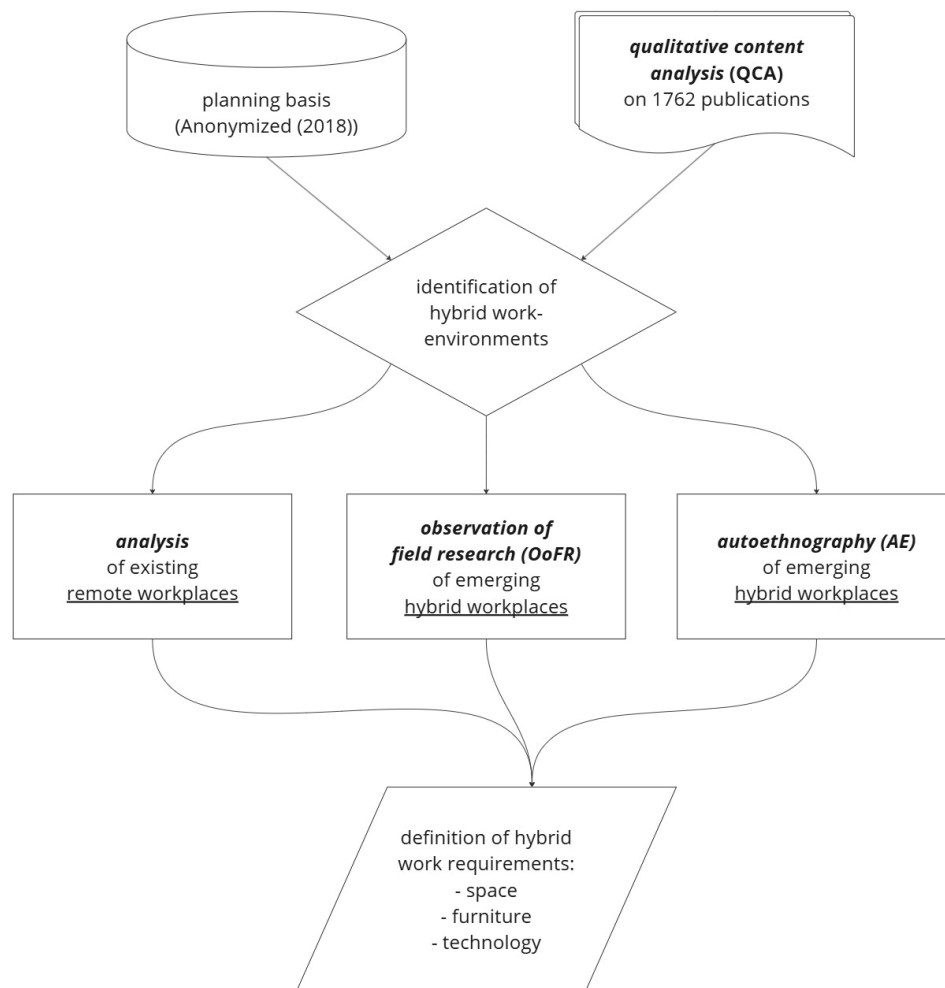 planning basis
(Anonymized (2018))
qualitative content
analysis (QCA)
on 1762 publications
identification of
hybrid work-
environments
analysis
of existing
remote workplaces
observation of
field research (OoFR)
of emerging
hybrid workplaces
autoethnography (AE)
of emerging
hybrid workplaces
definition of hybrid
work requirements:
- space
- furniture
- technology